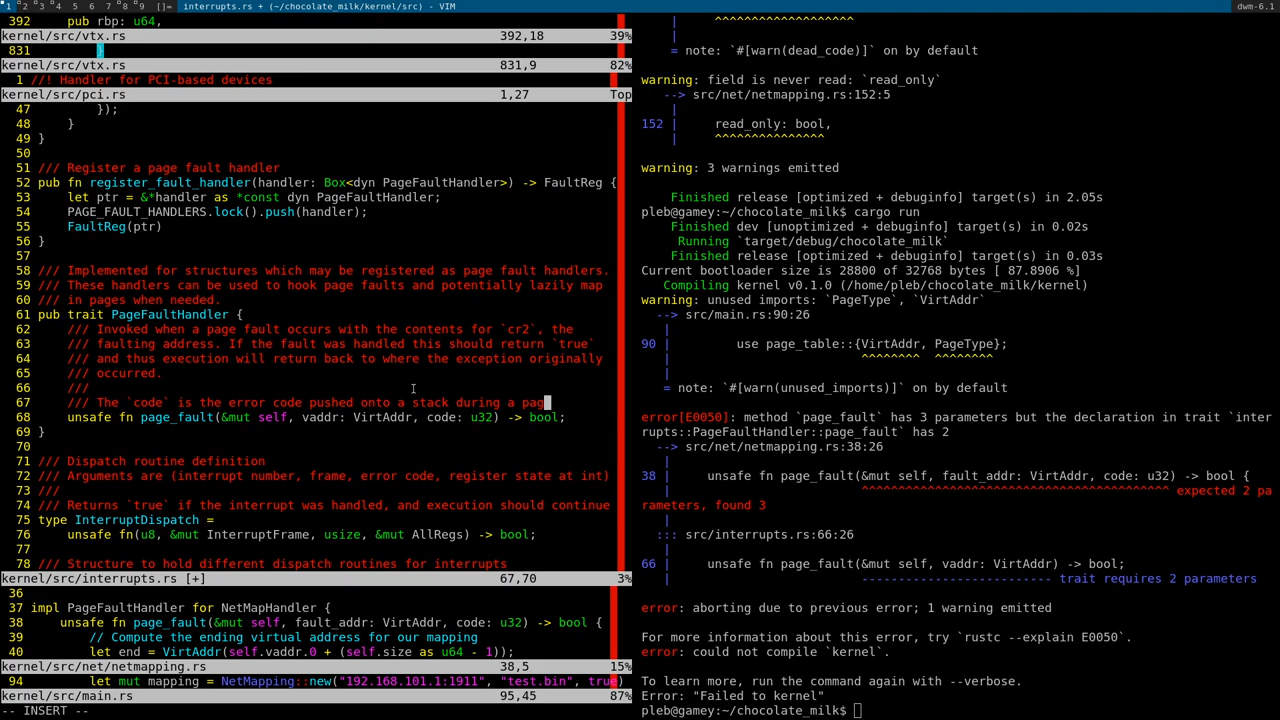 1 2 3 4 5 6 7 8 9 []= interrupts.rs + (~/chocolate_milk/kernel/src) - VIM dwm-6.1
392     pub rbp: u64,
kernel/src/vtx.rs 392,18 39%
831         }
kernel/src/vtx.rs 831,9 82%
1 //! Handler for PCI-based devices
kernel/src/pci.rs 1,27 Top
47         });
48     }
49 }
50
51 /// Register a page fault handler
52 pub fn register_fault_handler(handler: Box<dyn PageFaultHandler>) -> FaultReg {
53     let ptr = &*handler as *const dyn PageFaultHandler;
54     PAGE_FAULT_HANDLERS.lock().push(handler);
55     FaultReg(ptr)
56 }
57
58 /// Implemented for structures which may be registered as page fault handlers.
59 /// These handlers can be used to hook page faults and potentially lazily map
60 /// in pages when needed.
61 pub trait PageFaultHandler {
62     /// Invoked when a page fault occurs with the contents for `cr2`, the
63     /// faulting address. If the fault was handled this should return `true`
64     /// and thus execution will return back to where the exception originally
65     /// occurred.
66     ///
67     /// The `code` is the error code pushed onto a stack during a pag
68     unsafe fn page_fault(&mut self, vaddr: VirtAddr, code: u32) -> bool;
69 }
70
71 /// Dispatch routine definition
72 /// Arguments are (interrupt number, frame, error code, register state at int)
73 ///
74 /// Returns `true` if the interrupt was handled, and execution should continue
75 type InterruptDispatch =
76     unsafe fn(u8, &mut InterruptFrame, usize, &mut AllRegs) -> bool;
77
78 /// Structure to hold different dispatch routines for interrupts
kernel/src/interrupts.rs [+] 67,70 3%
36
37 impl PageFaultHandler for NetMapHandler {
38     unsafe fn page_fault(&mut self, fault_addr: VirtAddr, code: u32) -> bool {
39         // Compute the ending virtual address for our mapping
40         let end = VirtAddr(self.vaddr.0 + (self.size as u64 - 1));
kernel/src/net/netmapping.rs 38,5 15%
94         let mut mapping = NetMapping::new("192.168.101.1:1911", "test.bin", true)
kernel/src/main.rs 95,45 87%
-- INSERT --
    |     ^^^^^^^^^^^^^^^^^^^
    |
    = note: `#[warn(dead_code)]` on by default
warning: field is never read: `read_only`
   --> src/net/netmapping.rs:152:5
    |
152 |     read_only: bool,
    |     ^^^^^^^^^^^^^^^
warning: 3 warnings emitted
    Finished release [optimized + debuginfo] target(s) in 2.05s
pleb@gamey:~/chocolate_milk$ cargo run
    Finished dev [unoptimized + debuginfo] target(s) in 0.02s
     Running `target/debug/chocolate_milk`
    Finished release [optimized + debuginfo] target(s) in 0.03s
Current bootloader size is 28800 of 32768 bytes [ 87.8906 %]
   Compiling kernel v0.1.0 (/home/pleb/chocolate_milk/kernel)
warning: unused imports: `PageType`, `VirtAddr`
  --> src/main.rs:90:26
   |
90 |         use page_table::{VirtAddr, PageType};
   |                          ^^^^^^^^  ^^^^^^^^
   |
   = note: `#[warn(unused_imports)]` on by default
error[E0050]: method `page_fault` has 3 parameters but the declaration in trait `inter
rupts::PageFaultHandler::page_fault` has 2
  --> src/net/netmapping.rs:38:26
   |
38 |     unsafe fn page_fault(&mut self, fault_addr: VirtAddr, code: u32) -> bool {
   |                          ^^^^^^^^^^^^^^^^^^^^^^^^^^^^^^^^^^^^^^^^^^ expected 2 pa
rameters, found 3
   |
  ::: src/interrupts.rs:66:26
   |
66 |     unsafe fn page_fault(&mut self, vaddr: VirtAddr) -> bool;
   |                          -------------------------- trait requires 2 parameters
error: aborting due to previous error; 1 warning emitted
For more information about this error, try `rustc --explain E0050`.
error: could not compile `kernel`.
To learn more, run the command again with --verbose.
Error: "Failed to kernel"
pleb@gamey:~/chocolate_milk$